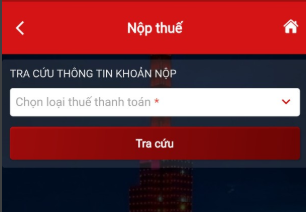 Nộp thuế
TRA CỨU THÔNG TIN KHOẢN NỘP
Chọn loại thuế thanh toán *
Tra cứu